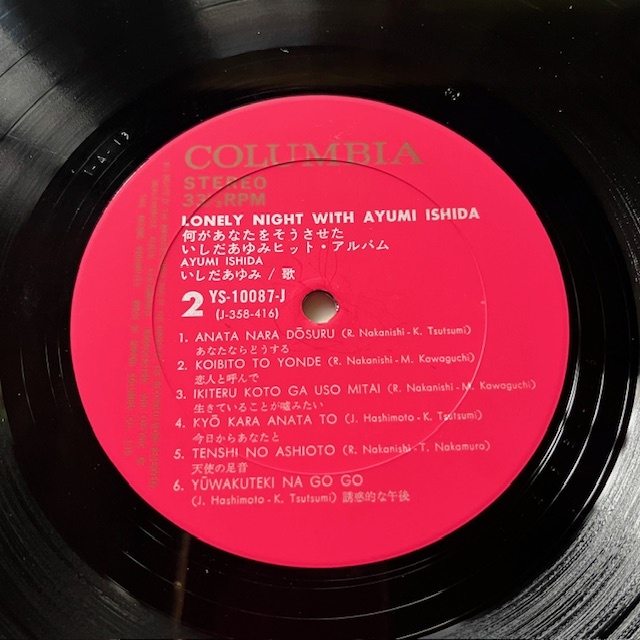 1-A-13
COLUMBIA
STEREO
33⅓RPM
LONELY NIGHT WITH AYUMI ISHIDA
何があなたをそうさせた
いしだあゆみヒット・アルバム
AYUMI ISHIDA
いしだあゆみ / 歌
2 YS-10087-J
(J-358-416)
1. ANATA NARA DŌSURU (R. Nakanishi-K. Tsutsumi)
あなたならどうする
2. KOIBITO TO YONDE (R. Nakanishi-M. Kawaguchi)
恋人と呼んで
3. IKITERU KOTO GA USO MITAI (R. Nakanishi-M. Kawaguchi)
生きていることが嘘みたい
4. KYŌ KARA ANATA TO (J. Hashimoto-K. Tsutsumi)
今日からあなたと
5. TENSHI NO ASHIOTO (R. Nakanishi-T. Nakamura)
天使の足音
6. YŪWAKUTEKI NA GO GO
(J. Hashimoto-K. Tsutsumi) 誘惑的な午後